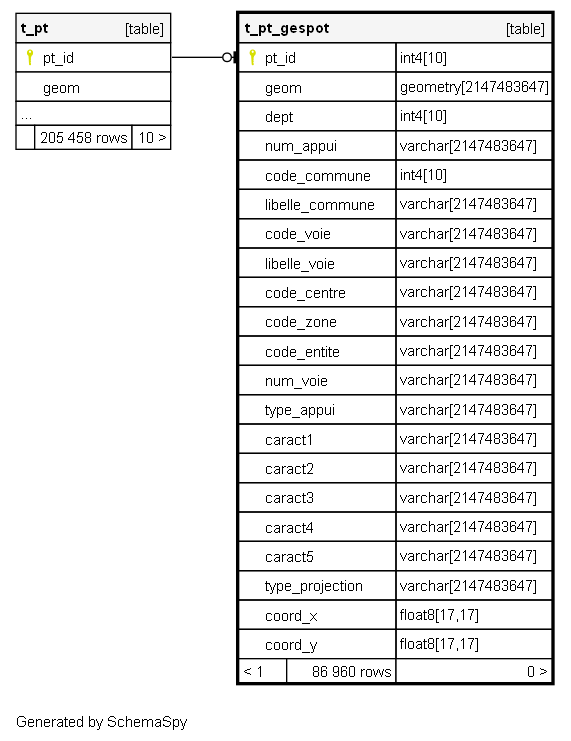 t_pt [table]
pt_id
geom
...
205 458 rows 10 >
t_pt_gespot [table]
pt_id int4[10]
geom geometry[2147483647]
dept int4[10]
num_appui varchar[2147483647]
code_commune int4[10]
libelle_commune varchar[2147483647]
code_voie varchar[2147483647]
libelle_voie varchar[2147483647]
code_centre varchar[2147483647]
code_zone varchar[2147483647]
code_entite varchar[2147483647]
num_voie varchar[2147483647]
type_appui varchar[2147483647]
caract1 varchar[2147483647]
caract2 varchar[2147483647]
caract3 varchar[2147483647]
caract4 varchar[2147483647]
caract5 varchar[2147483647]
type_projection varchar[2147483647]
coord_x float8[17,17]
coord_y float8[17,17]
< 1 86 960 rows 0 >
Generated by SchemaSpy